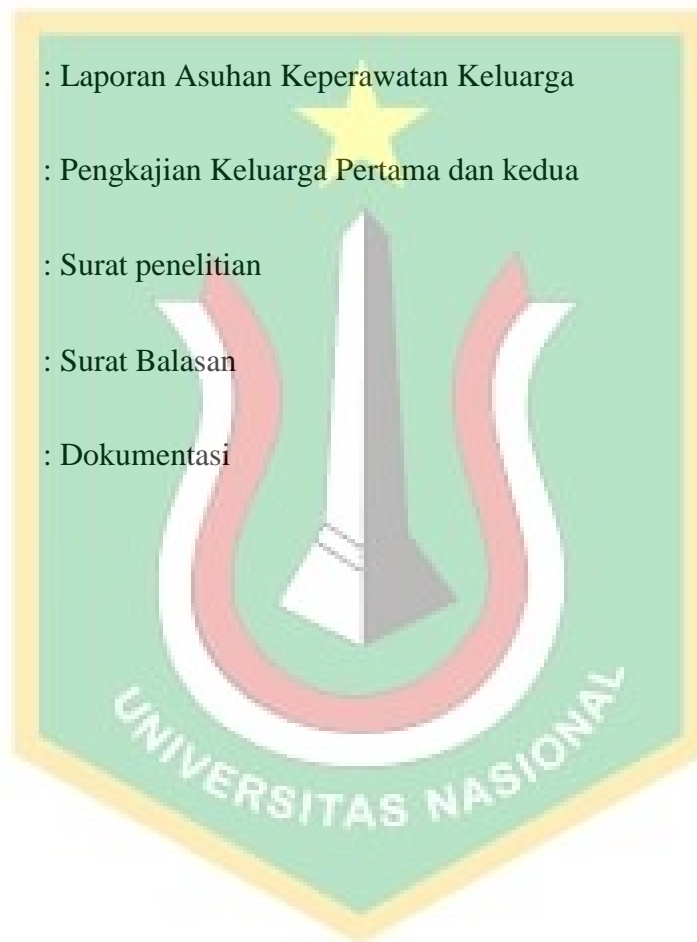 : Laporan Asuhan Keperawatan Keluarga
: Pengkajian Keluarga Pertama dan kedua
: Surat penelitian
: Surat Balasan
: Dokumentasi
UNIVERSITAS NASIONAL